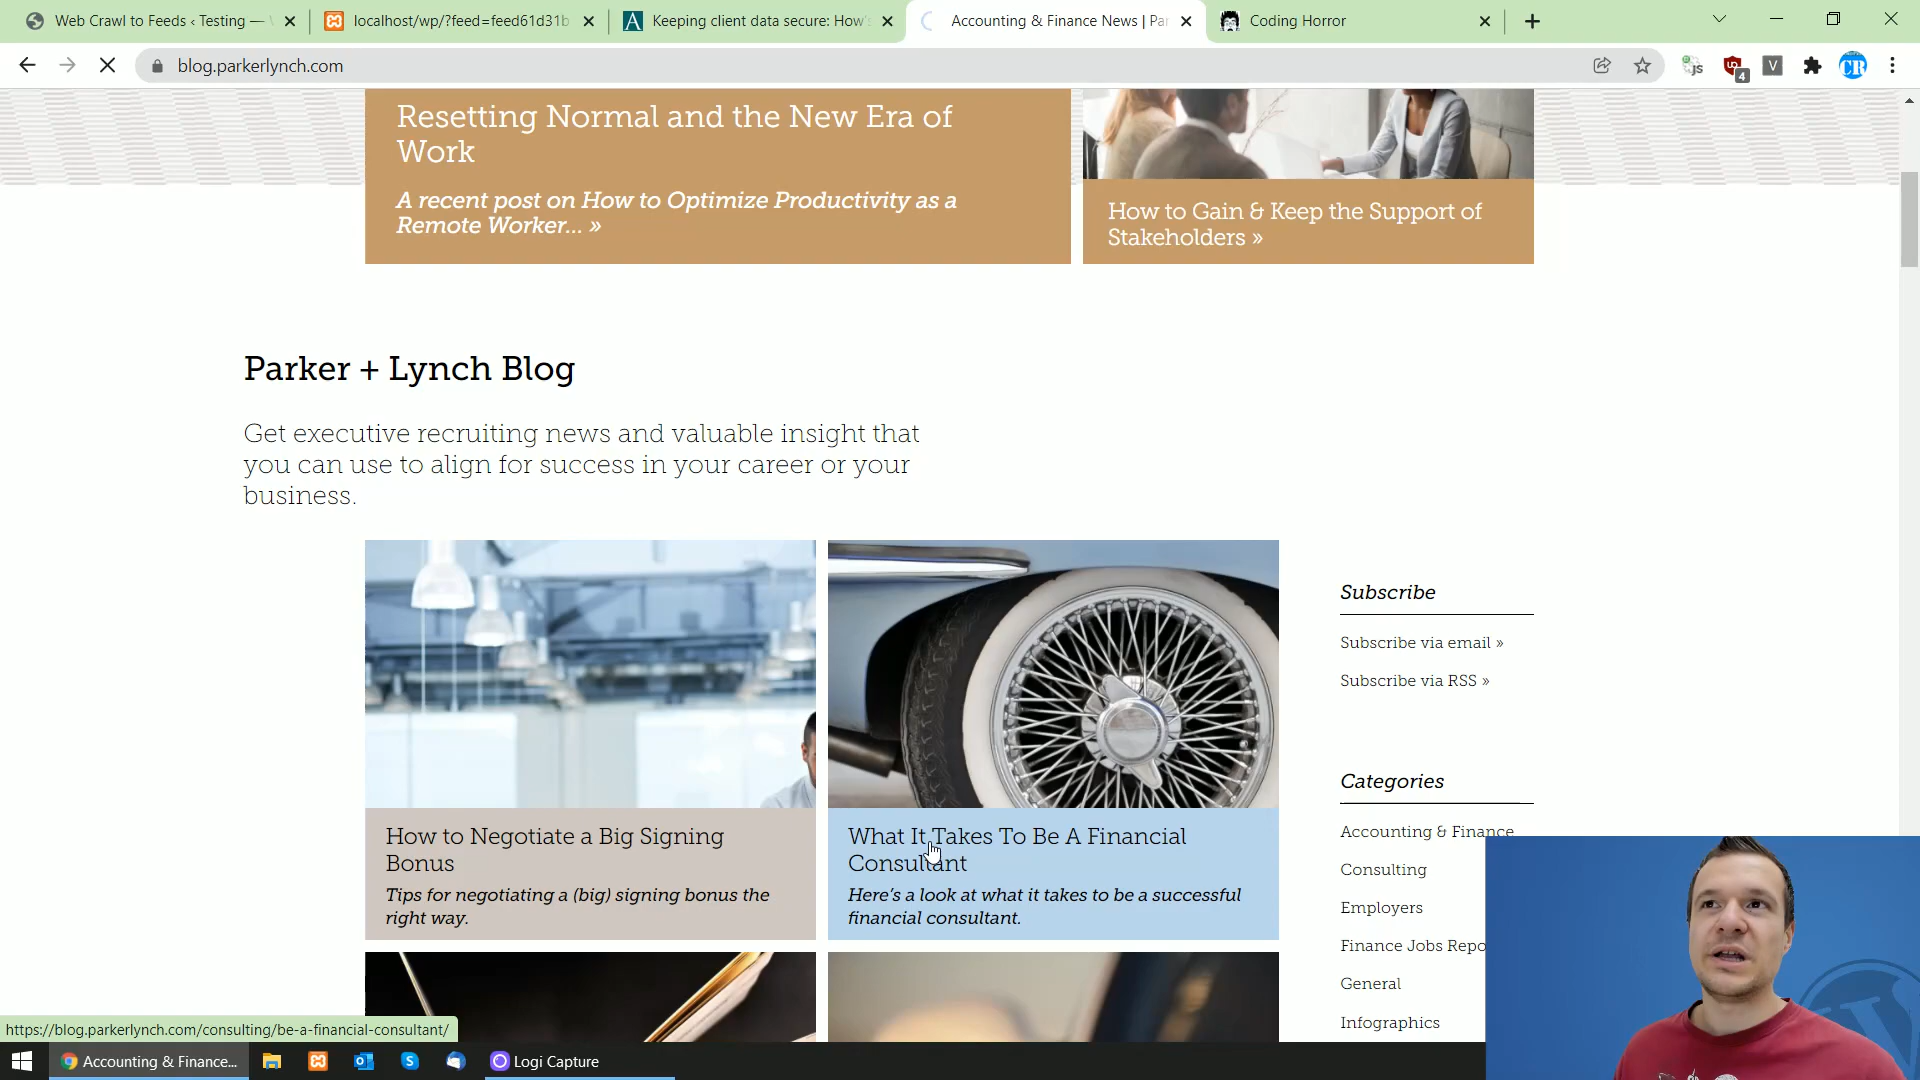 Web Crawl to Feeds ‹ Testing —
localhost/wp/?feed=feed61d31b
Keeping client data secure: How'
Accounting & Finance News | Pa
Coding Horror
blog.parkerlynch.com
JS
4
V
CR
Resetting Normal and the New Era of
Work
A recent post on How to Optimize Productivity as a
Remote Worker... »
How to Gain & Keep the Support of
Stakeholders »
Parker + Lynch Blog
Get executive recruiting news and valuable insight that
you can use to align for success in your career or your
business.
Subscribe
Subscribe via email »
Subscribe via RSS »
Categories
Accounting & Finance
Consulting
Employers
Finance Jobs Repo
General
Infographics
How to Negotiate a Big Signing
Bonus
Tips for negotiating a (big) signing bonus the
right way.
What It Takes To Be A Financial
Consultant
Here's a look at what it takes to be a successful
financial consultant.
https://blog.parkerlynch.com/consulting/be-a-financial-consultant/
Accounting & Finance...
Logi Capture